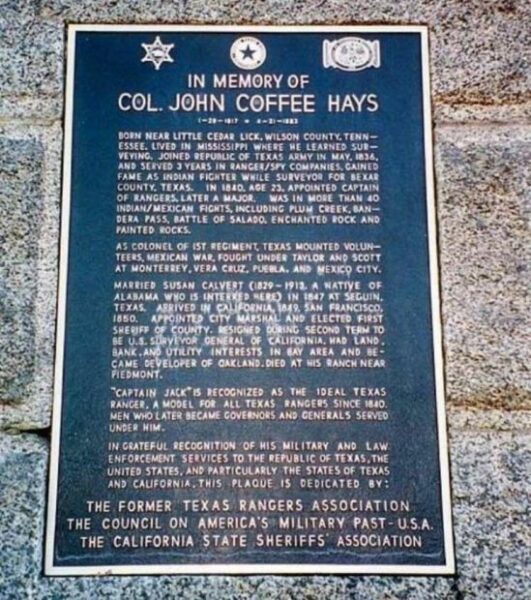 IN MEMORY OF
COL. JOHN COFFEE HAYS
1-28-1817 * 4-21-1883
BORN NEAR LITTLE CEDAR LICK, WILSON COUNTY, TENN-
ESSEE. LIVED IN MISSISSIPPI WHERE HE LEARNED SUR-
VEYING. JOINED REPUBLIC OF TEXAS ARMY IN MAY, 1836,
AND SERVED 3 YEARS IN RANGER/SPY COMPANIES. GAINED
FAME AS INDIAN FIGHTER WHILE SURVEYOR FOR BEXAR
COUNTY, TEXAS. IN 1840, AGE 23, APPOINTED CAPTAIN
OF RANGERS, LATER A MAJOR. WAS IN MORE THAN 40
INDIAN/MEXICAN FIGHTS, INCLUDING PLUM CREEK, BAN-
DERA PASS, BATTLE OF SALADO, ENCHANTED ROCK AND
PAINTED ROCKS.
AS COLONEL OF 1ST REGIMENT, TEXAS MOUNTED VOLUN-
TEERS, MEXICAN WAR, FOUGHT UNDER TAYLOR AND SCOTT
AT MONTERREY, VERA CRUZ, PUEBLA, AND MEXICO CITY.
MARRIED SUSAN CALVERT (1829-1913, A NATIVE OF
ALABAMA WHO IS INTERRED HERE) IN 1847 AT SEGUIN,
TEXAS. ARRIVED IN CALIFORNIA, 1849, SAN FRANCISCO,
1850. APPOINTED CITY MARSHAL AND ELECTED FIRST
SHERIFF OF COUNTY. RESIGNED DURING SECOND TERM TO
BE U.S. SURVEYOR GENERAL OF CALIFORNIA. HAD LAND,
BANK, AND UTILITY INTERESTS IN BAY AREA AND BE-
CAME DEVELOPER OF OAKLAND. DIED AT HIS RANCH NEAR
PIEDMONT.
"CAPTAIN JACK" IS RECOGNIZED AS THE IDEAL TEXAS
RANGER, A MODEL FOR ALL TEXAS RANGERS SINCE 1840.
MEN WHO LATER BECAME GOVERNORS AND GENERALS SERVED
UNDER HIM.
IN GRATEFUL RECOGNITION OF HIS MILITARY AND LAW
ENFORCEMENT SERVICES TO THE REPUBLIC OF TEXAS, THE
UNITED STATES, AND PARTICULARLY THE STATES OF TEXAS
AND CALIFORNIA, THIS PLAQUE IS DEDICATED BY:
THE FORMER TEXAS RANGERS ASSOCIATION
THE COUNCIL ON AMERICA'S MILITARY PAST - U.S.A.
THE CALIFORNIA STATE SHERIFFS' ASSOCIATION